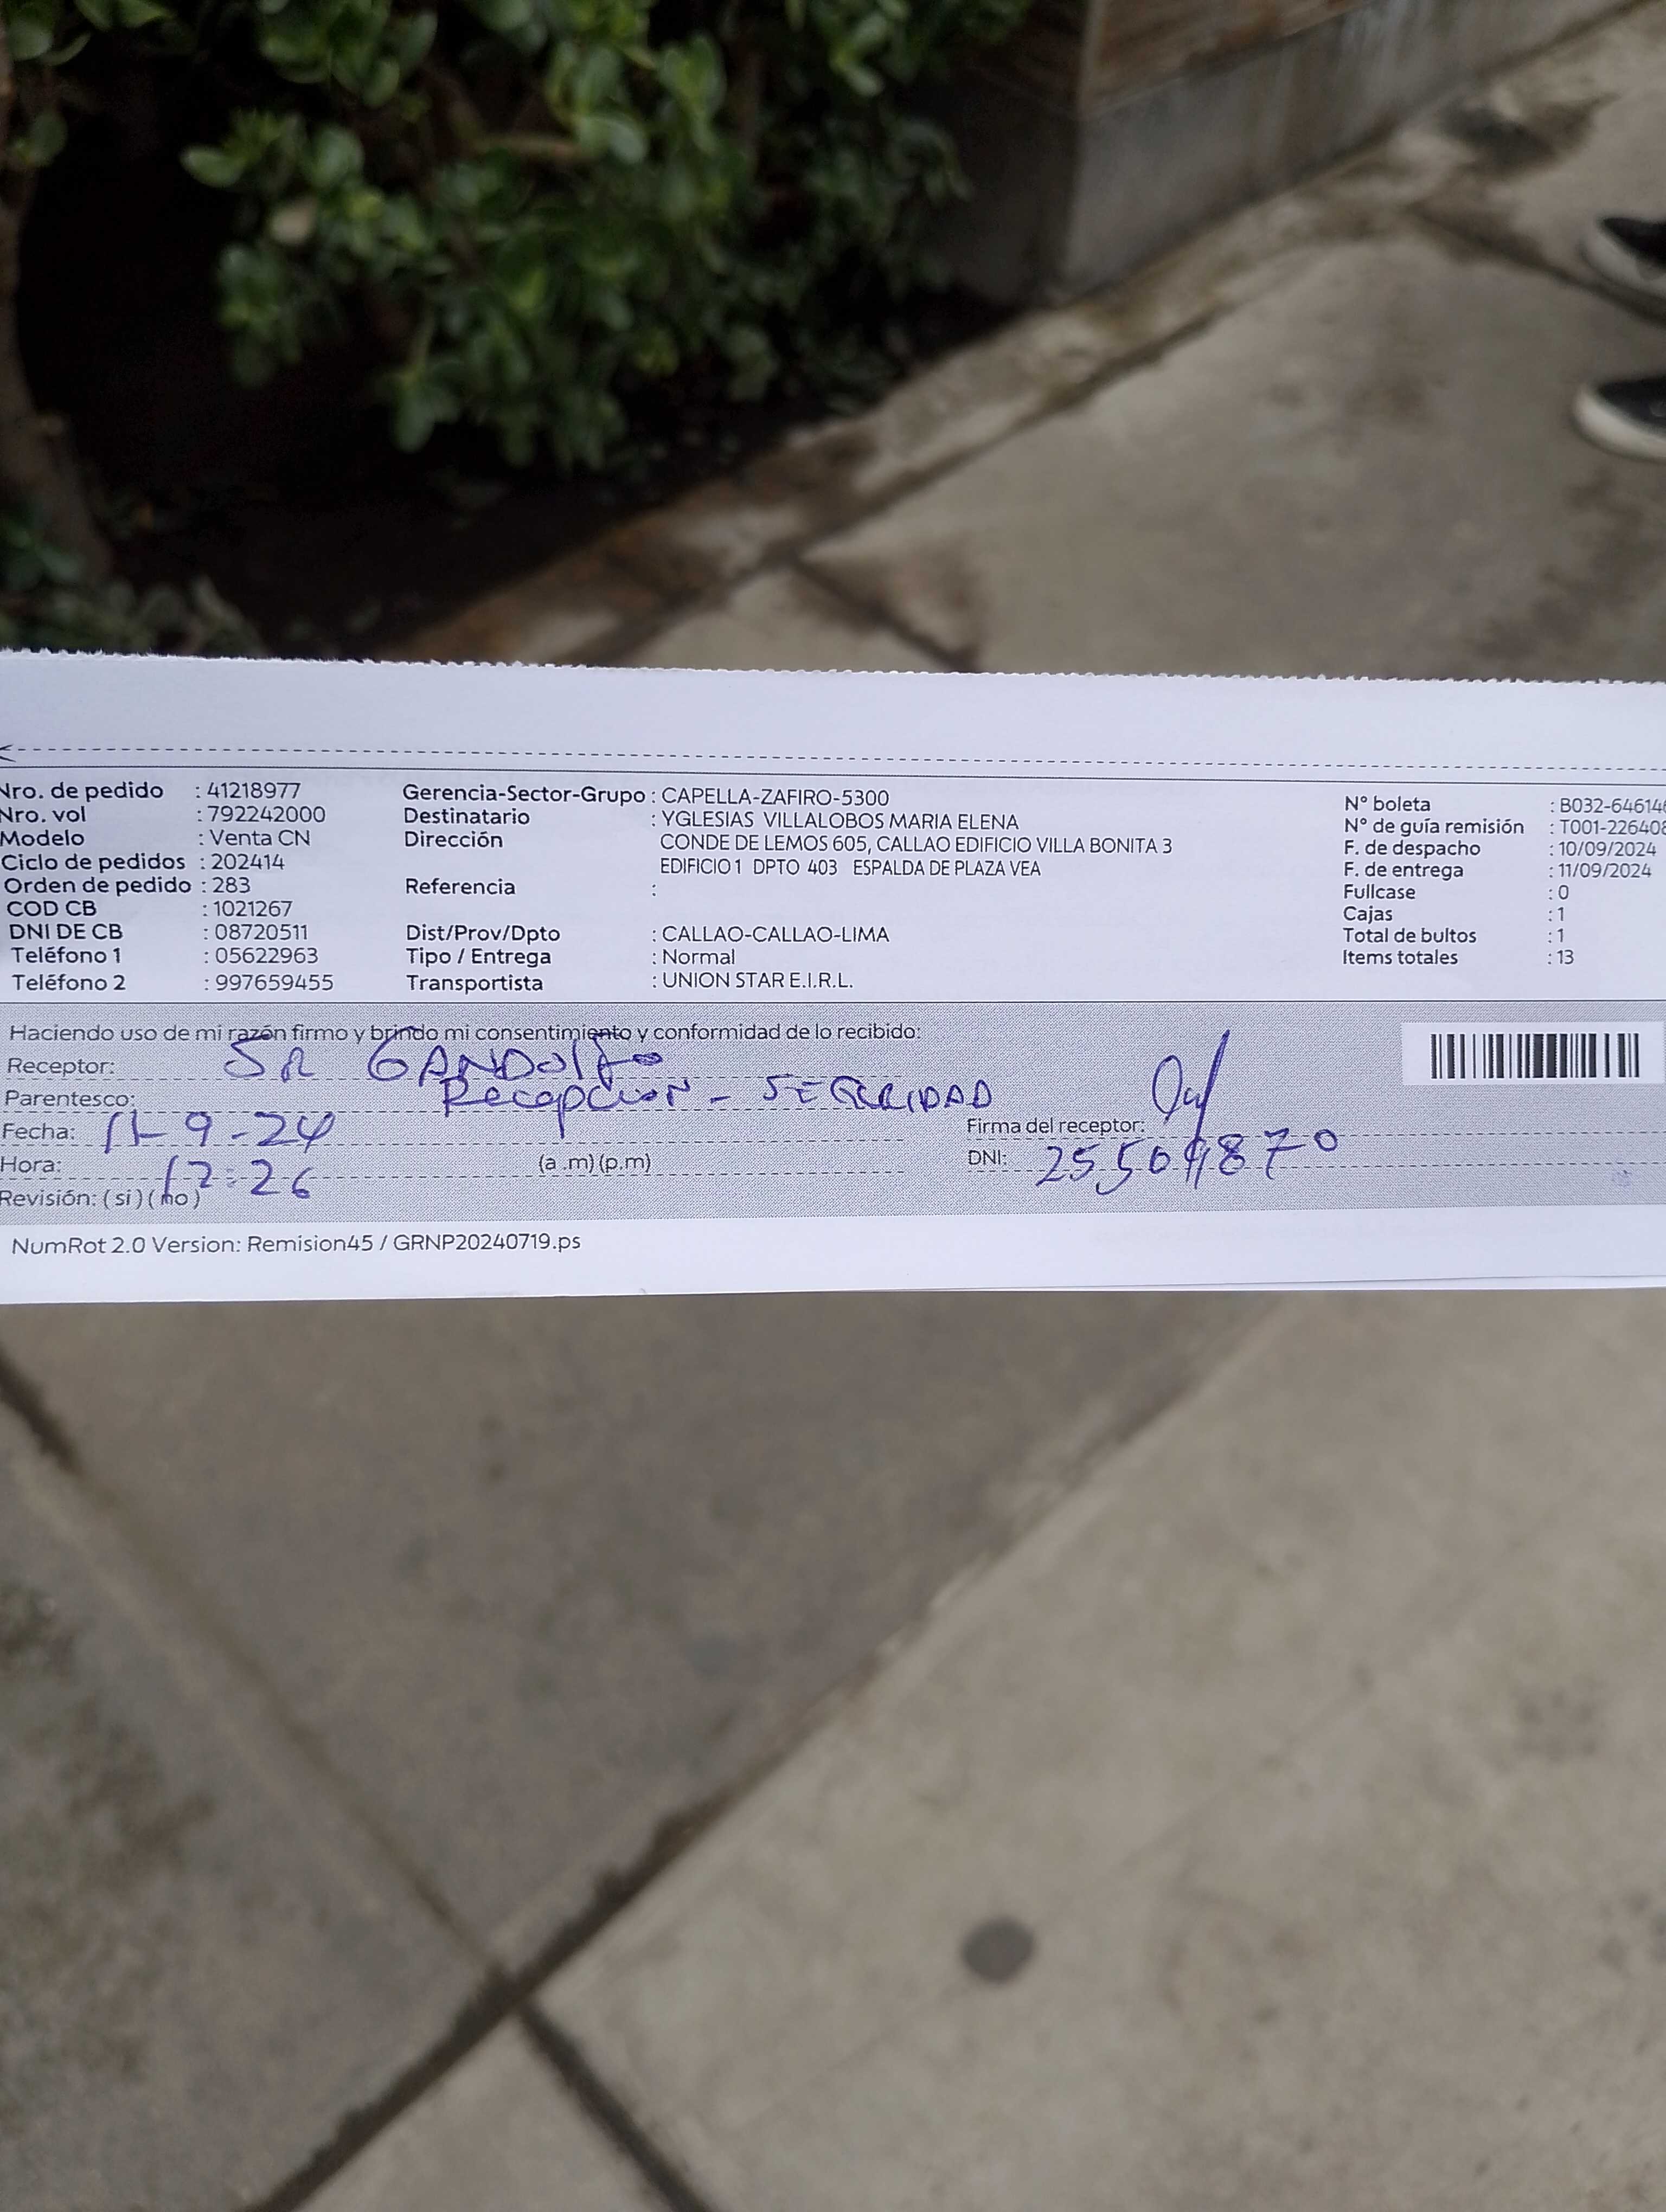 Nro. de pedido : 41218977
Nro. vol : 792242000
Modelo : Venta CN
Ciclo de pedidos : 202414
Orden de pedido : 283
COD CB : 1021267
DNI DE CB : 08720511
Teléfono 1 : 05622963
Teléfono 2 : 997659455
Gerencia-Sector-Grupo : CAPELLA-ZAFIRO-5300
Destinatario : YGLESIAS VILLALOBOS MARIA ELENA
Dirección CONDE DE LEMOS 605, CALLAO EDIFICIO VILLA BONITA 3
EDIFICIO 1 DPTO 403 ESPALDA DE PLAZA VEA
Referencia :
Dist/Prov/Dpto : CALLAO-CALLAO-LIMA
Tipo / Entrega : Normal
Transportista : UNION STAR E.I.R.L.
N° boleta : B032-64614
N° de guía remisión : T001-22640
F. de despacho : 10/09/2024
F. de entrega : 11/09/2024
Fullcase : 0
Cajas : 1
Total de bultos : 1
Items totales : 13
Haciendo uso de mi razón firmo y brindo mi consentimiento y conformidad de lo recibido:
Receptor: SR GANDOlfo
Parentesco: Recepcion - SEGURIDAD
Fecha: 11-9-24
Firma del receptor:
Hora: 12:26 (a .m) (p.m)
DNI: 25509870
Revisión: ( si ) ( no )
NumRot 2.0 Version: Remision45 / GRNP20240719.ps